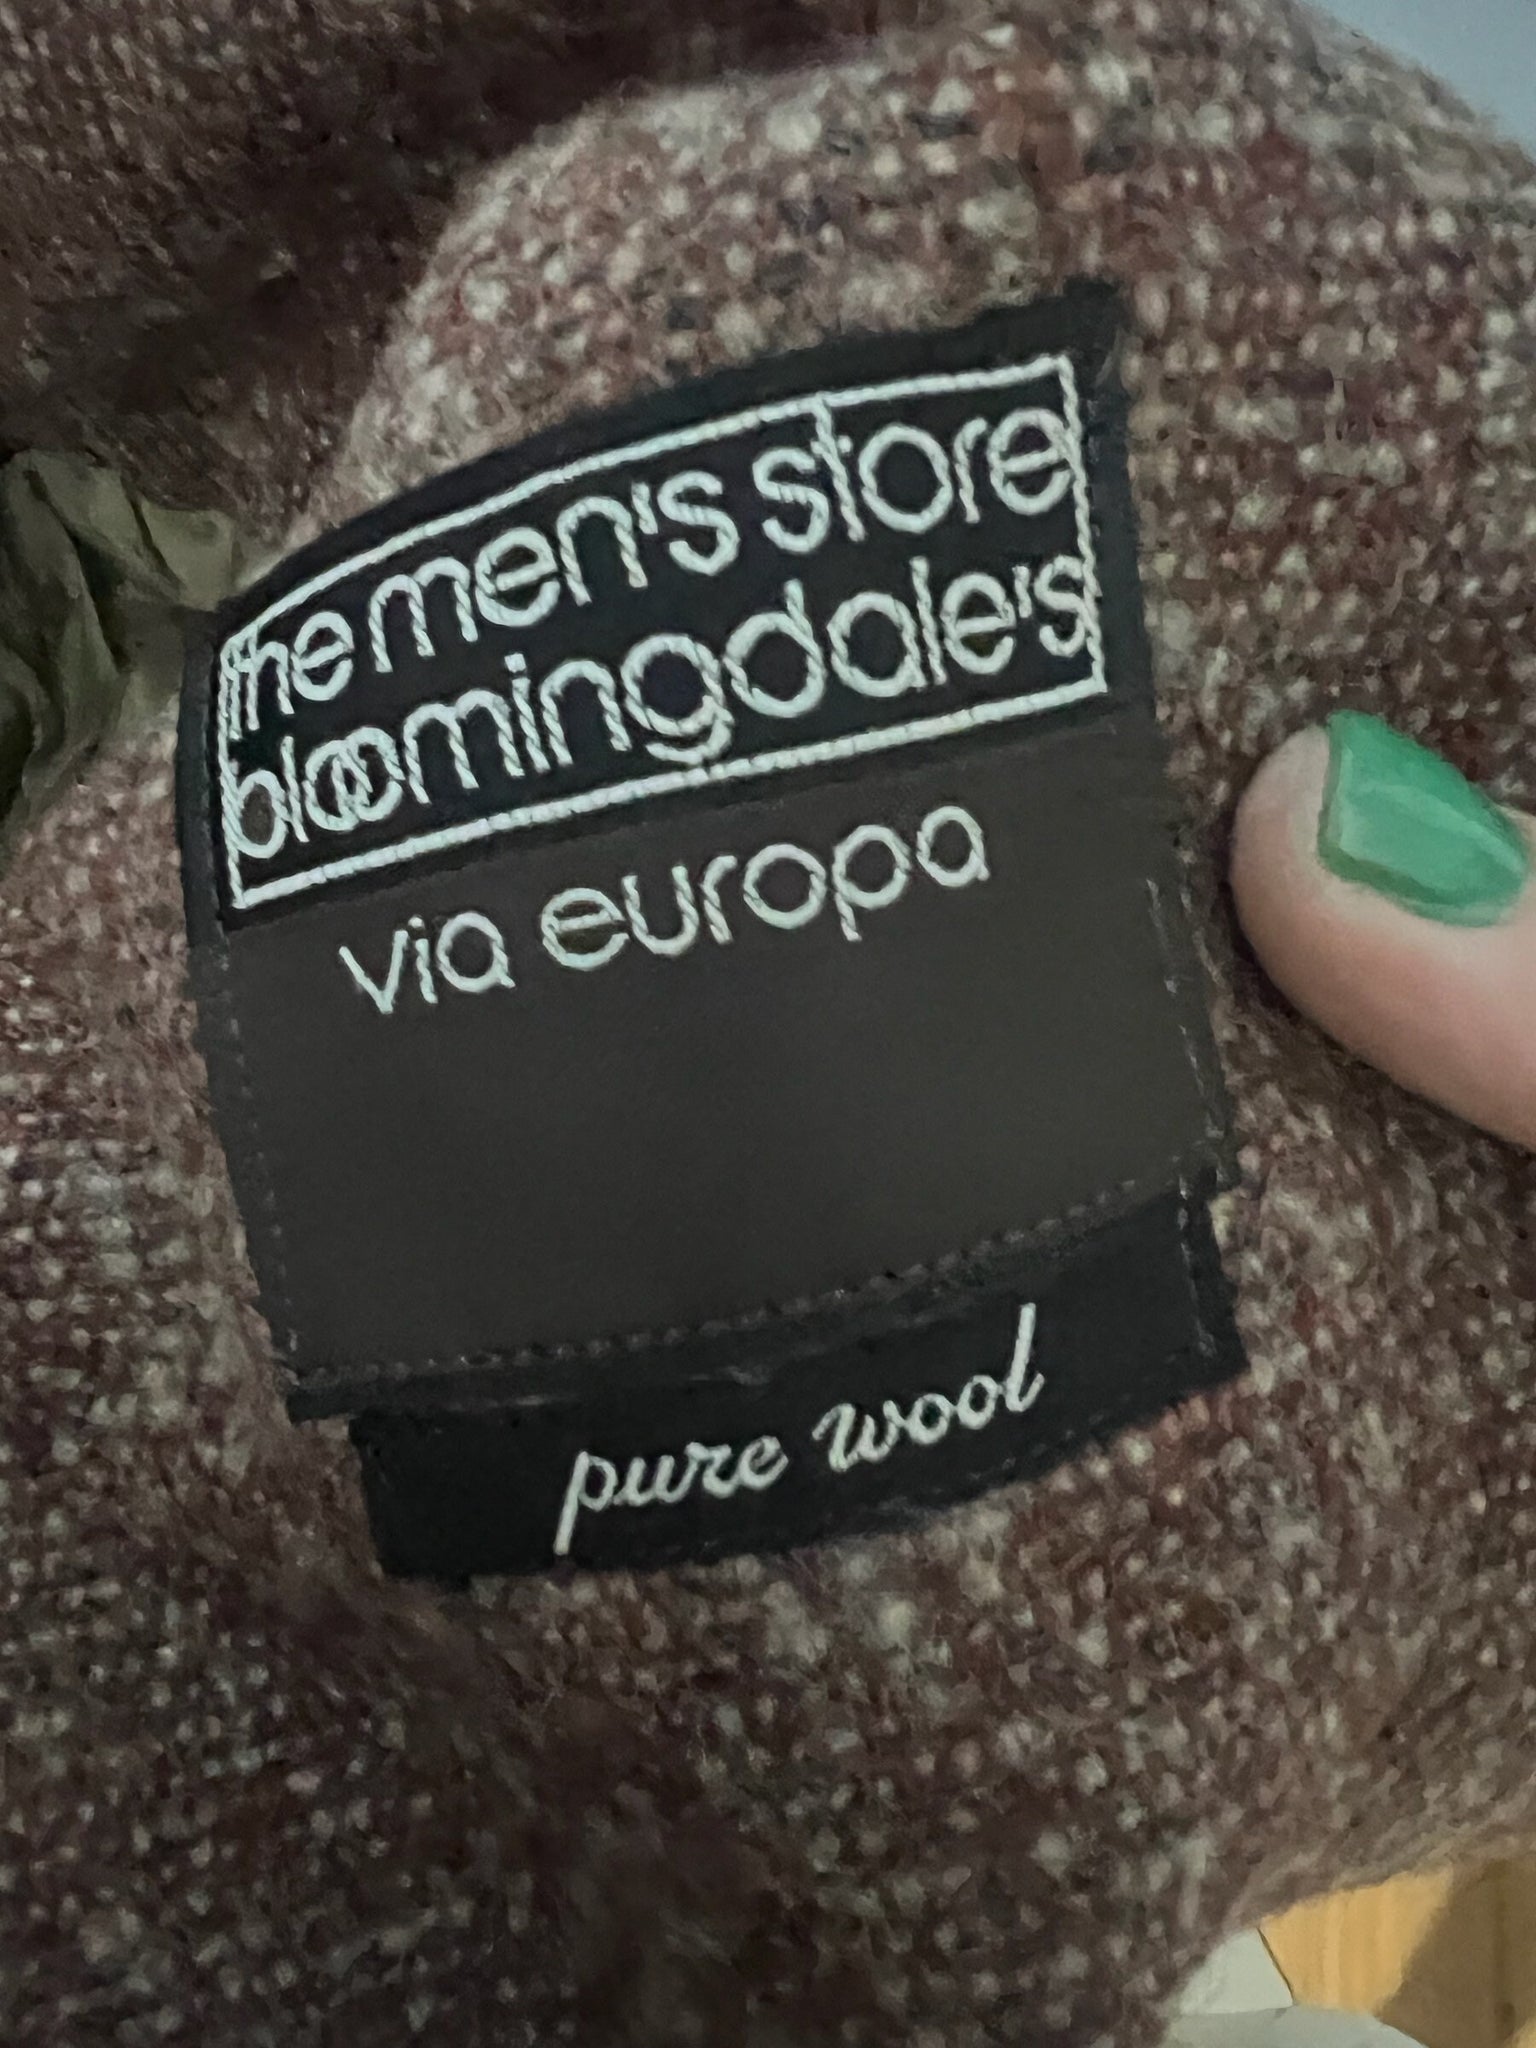 the men's store
bloomingdale's
via europa
pure wool